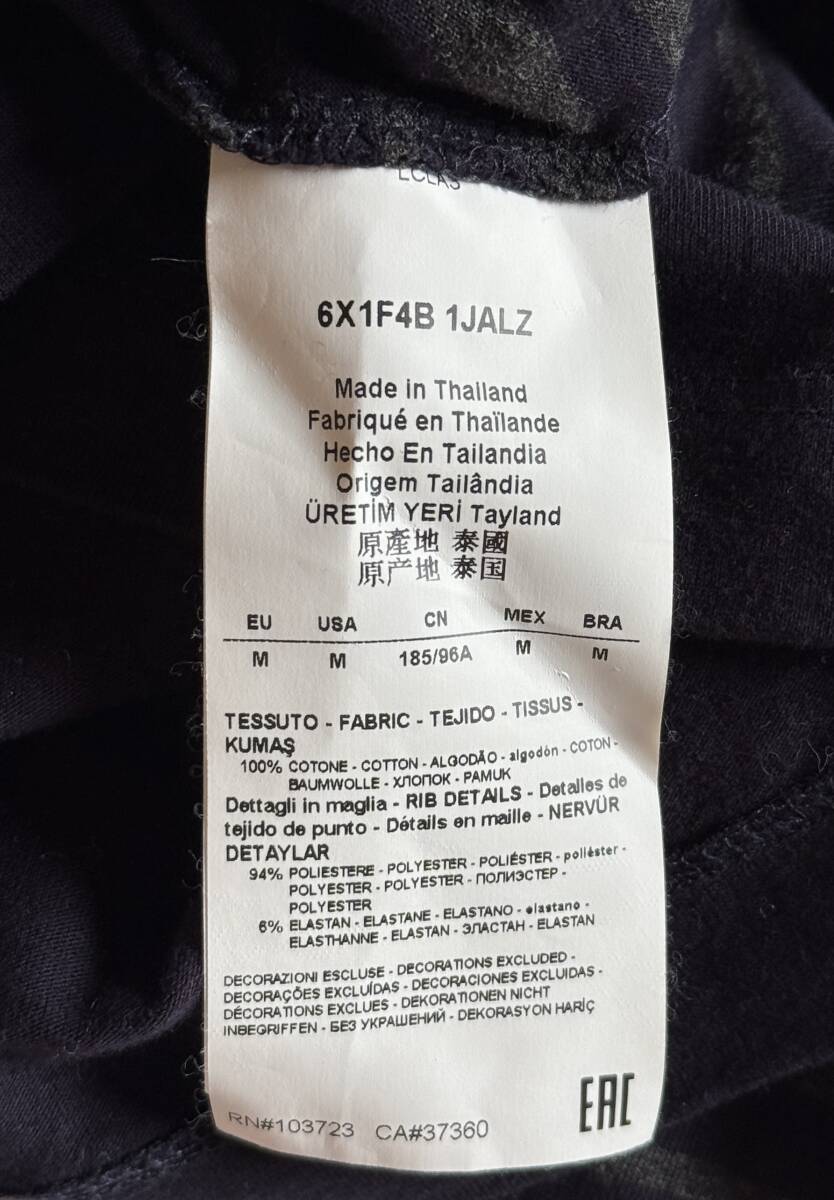 6X1F4B 1JALZ
Made in Thailand
Fabriqué en Thaïlande
Hecho En Tailandia
Origem Tailândia
ÜRETİM YERİ Tayland
原產地 泰國
原产地 泰国
EU USA CN MEX BRA
M M 185/96A M M
TESSUTO - FABRIC - TEJIDO - TISSUS -
KUMAŞ
100% COTONE - COTTON - ALGODÃO - algodón - COTON -
BAUMWOLLE - ХЛОПОК - PAMUK
Dettagli in maglia - RIB DETAILS - Detalles de
tejido de punto - Détails en maille - NERVÜR
DETAYLAR
94% POLIESTERE - POLYESTER - POLIÉSTER - poliéster -
POLYESTER - POLYESTER - ПОЛИЭСТЕР -
POLYESTER
6% ELASTAN - ELASTANE - ELASTANO - elastano -
ELASTHANNE - ELASTAN - ЭЛАСТАН - ELASTAN
DECORAZIONI ESCLUSE - DECORATIONS EXCLUDED -
DECORAÇÕES EXCLUÍDAS - DECORACIONES EXCLUIDAS -
DÉCORATIONS EXCLUES - DEKORATIONEN NICHT
INBEGRIFFEN - БЕЗ УКРАШЕНИЙ - DEKORASYON HARİÇ
EAC
RN#103723 CA#37360